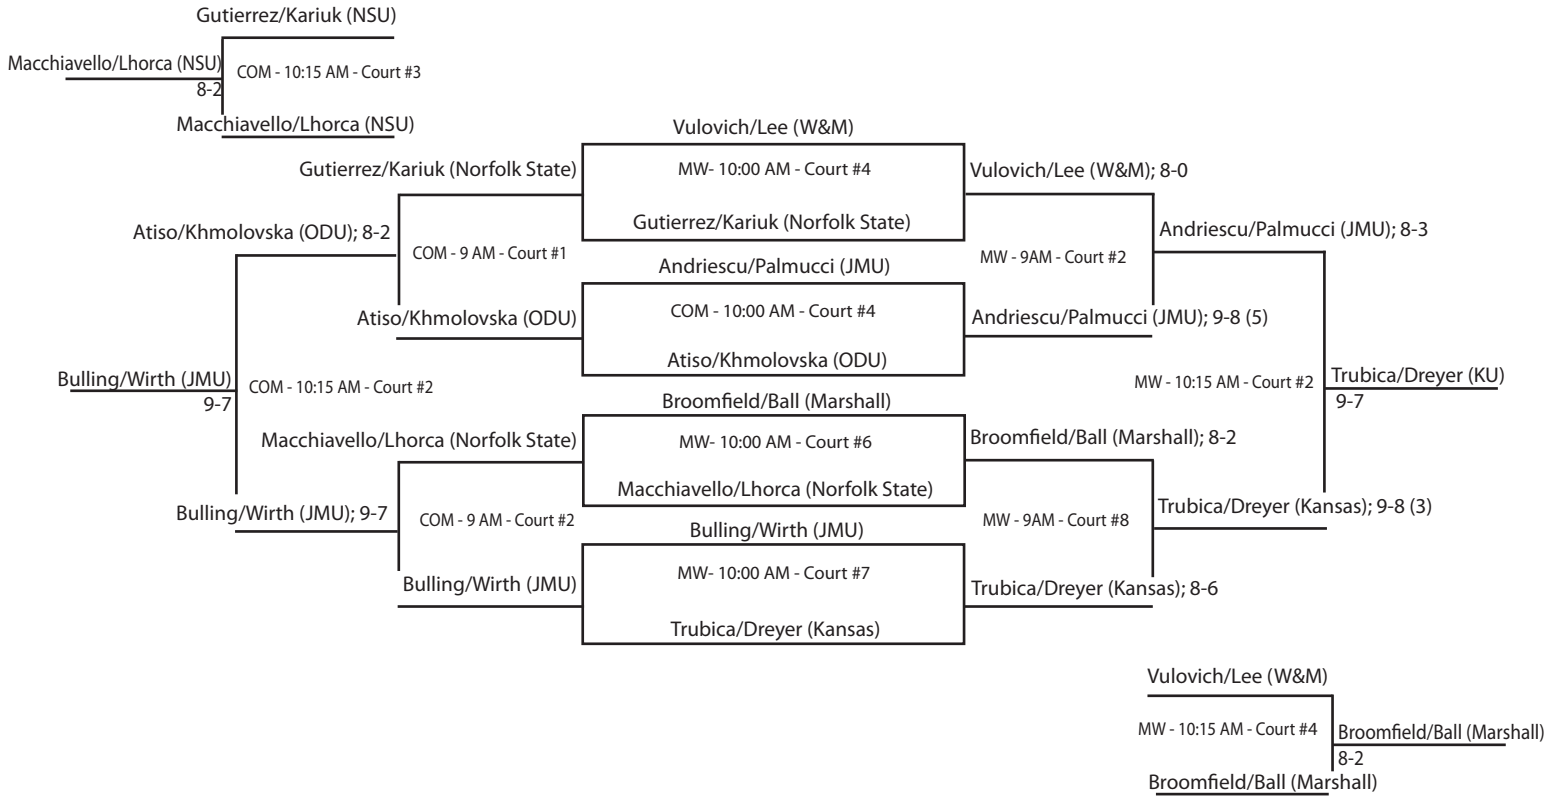 Gutierrez/Kariuk (NSU)
Macchiavello/Lhorca (NSU)
COM - 10:15 AM - Court #3
8-2
Macchiavello/Lhorca (NSU)
Vulovich/Lee (W&M)
Gutierrez/Kariuk (Norfolk State)
MW- 10:00 AM - Court #4
Vulovich/Lee (W&M); 8-0
Gutierrez/Kariuk (Norfolk State)
Atiso/Khmolovska (ODU); 8-2
Andriescu/Palmucci (JMU); 8-3
COM - 9 AM - Court #1
MW - 9AM - Court #2
Andriescu/Palmucci (JMU)
COM - 10:00 AM - Court #4
Atiso/Khmolovska (ODU)
Andriescu/Palmucci (JMU); 9-8 (5)
Atiso/Khmolovska (ODU)
Bulling/Wirth (JMU)
COM - 10:15 AM - Court #2
MW - 10:15 AM - Court #2
Trubica/Dreyer (KU)
9-7
9-7
Broomfield/Ball (Marshall)
Macchiavello/Lhorca (Norfolk State)
MW- 10:00 AM - Court #6
Broomfield/Ball (Marshall); 8-2
Macchiavello/Lhorca (Norfolk State)
Bulling/Wirth (JMU); 9-7
COM - 9 AM - Court #2
MW - 9AM - Court #8
Trubica/Dreyer (Kansas); 9-8 (3)
Bulling/Wirth (JMU)
MW- 10:00 AM - Court #7
Bulling/Wirth (JMU)
Trubica/Dreyer (Kansas); 8-6
Trubica/Dreyer (Kansas)
Vulovich/Lee (W&M)
MW - 10:15 AM - Court #4
Broomfield/Ball (Marshall)
8-2
Broomfield/Ball (Marshall)